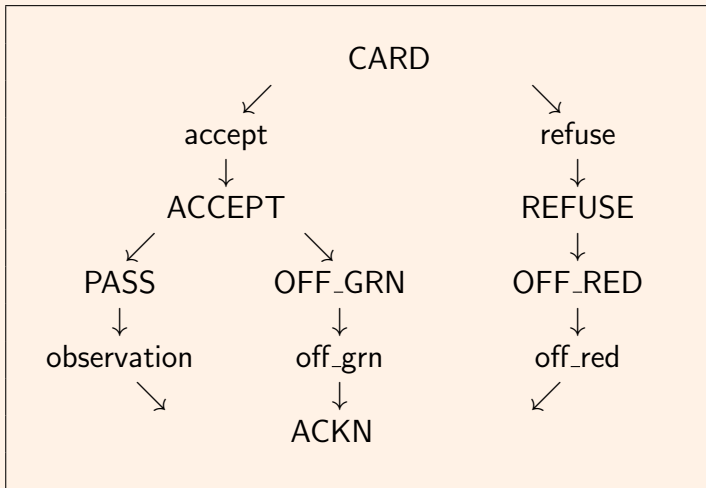 CARD
accept refuse
ACCEPT REFUSE
PASS OFF_GRN OFF_RED
observation off_grn off_red
ACKN